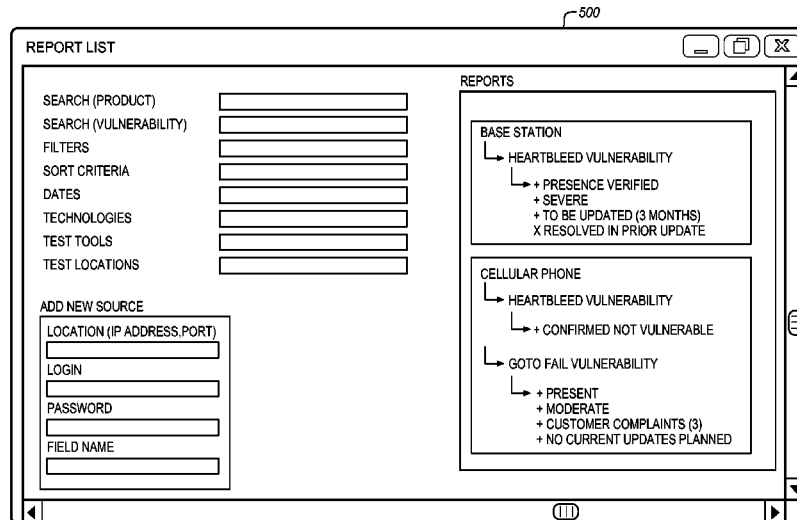 500
REPORT LIST
SEARCH (PRODUCT)
SEARCH (VULNERABILITY)
FILTERS
SORT CRITERIA
DATES
TECHNOLOGIES
TEST TOOLS
TEST LOCATIONS
ADD NEW SOURCE
LOCATION (IP ADDRESS,PORT)
LOGIN
PASSWORD
FIELD NAME
REPORTS
BASE STATION
HEARTBLEED VULNERABILITY
+ PRESENCE VERIFIED
+ SEVERE
+ TO BE UPDATED (3 MONTHS)
X RESOLVED IN PRIOR UPDATE
CELLULAR PHONE
HEARTBLEED VULNERABILITY
+ CONFIRMED NOT VULNERABLE
GOTO FAIL VULNERABILITY
+ PRESENT
+ MODERATE
+ CUSTOMER COMPLAINTS (3)
+ NO CURRENT UPDATES PLANNED